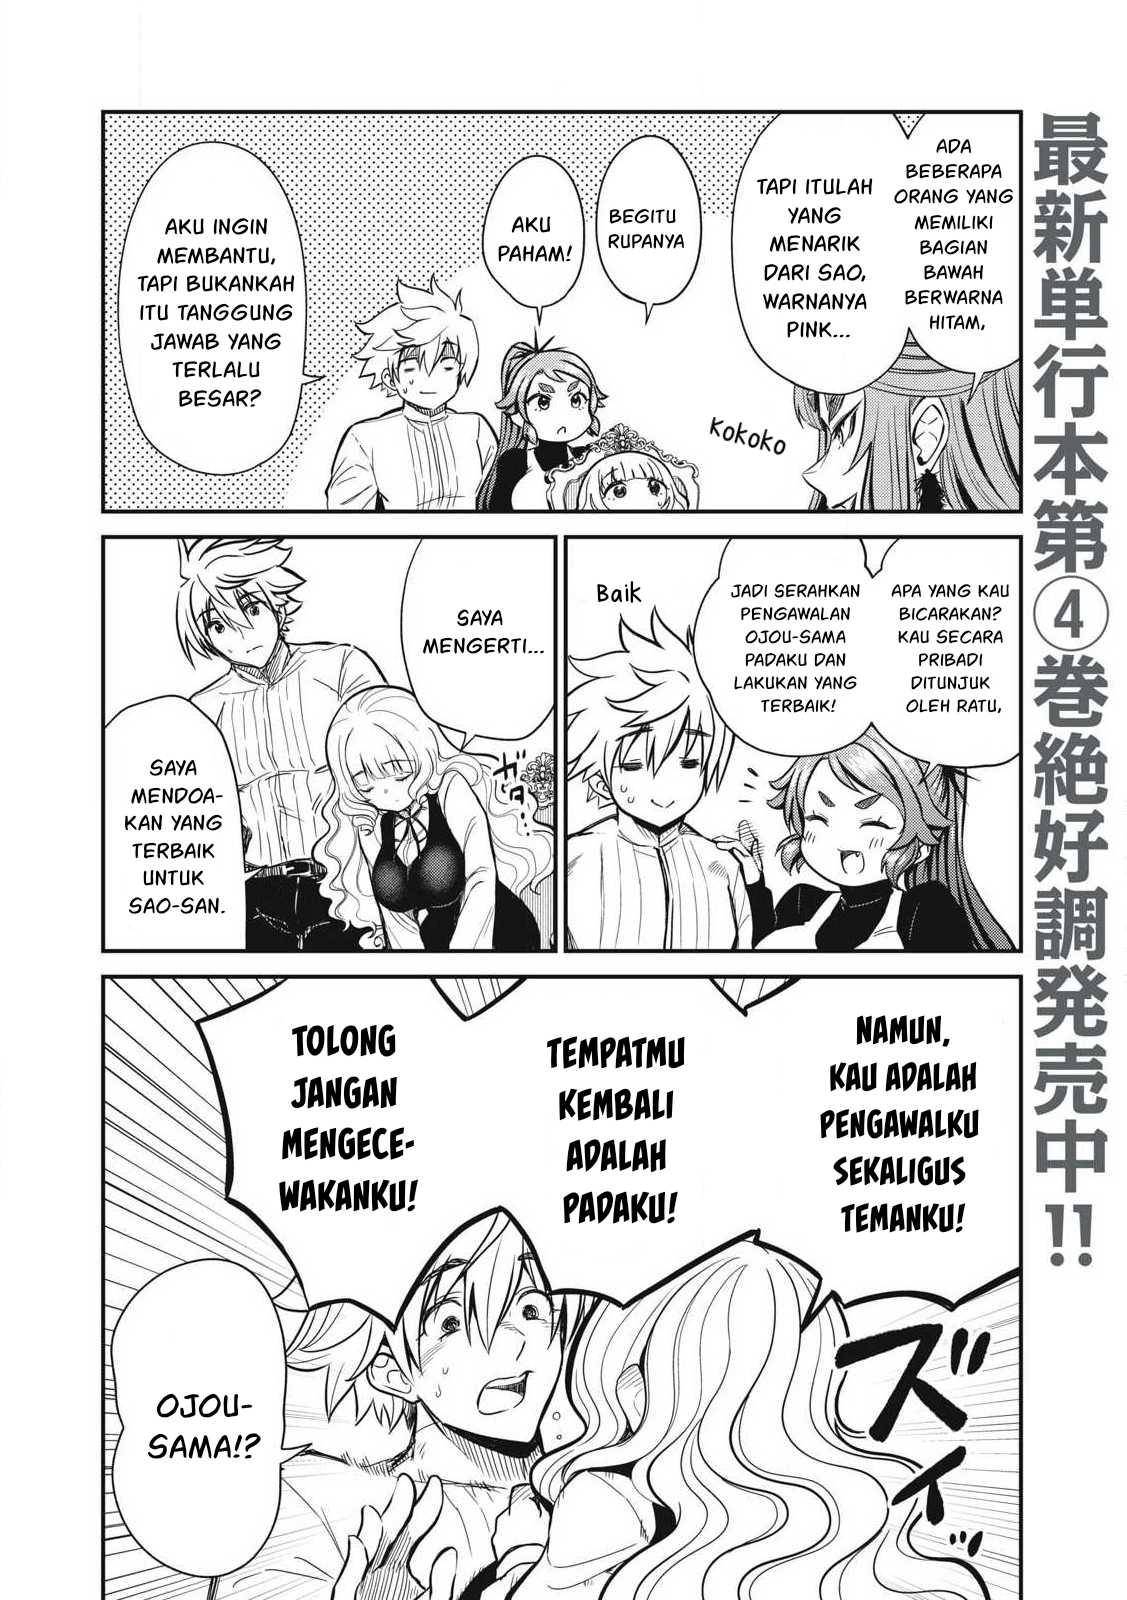 最新単行本第④巻絶好調発売中!!
ADA
BEBERAPA
ORANG YANG
MEMILIKI
BAGIAN
BAWAH
BERWARNA
HITAM,
TAPI ITULAH
YANG
MENARIK
DARI SAO,
WARNANYA
PINK...
KOKOKO
BEGITU
RUPANYA
AKU
PAHAM!
AKU INGIN
MEMBANTU,
TAPI BUKANKAH
ITU TANGGUNG
JAWAB YANG
TERLALU
BESAR?
APA YANG KAU
BICARAKAN?
KAU SECARA
PRIBADI
DITUNJUK
OLEH RATU,
JADI SERAHKAN
PENGAWALAN
OJOU-SAMA
PADAKU DAN
LAKUKAN YANG
TERBAIK!
Baik
SAYA
MENGERTI...
ガタ
SAYA
MENDOA-
KAN YANG
TERBAIK
UNTUK
SAO-SAN.
NAMUN,
KAU ADALAH
PENGAWALKU
SEKALIGUS
TEMANKU!
TEMPATMU
KEMBALI
ADALAH
PADAKU!
TOLONG
JANGAN
MENGECE-
WAKANKU!
ズイッ
OJOU-
SAMA!?